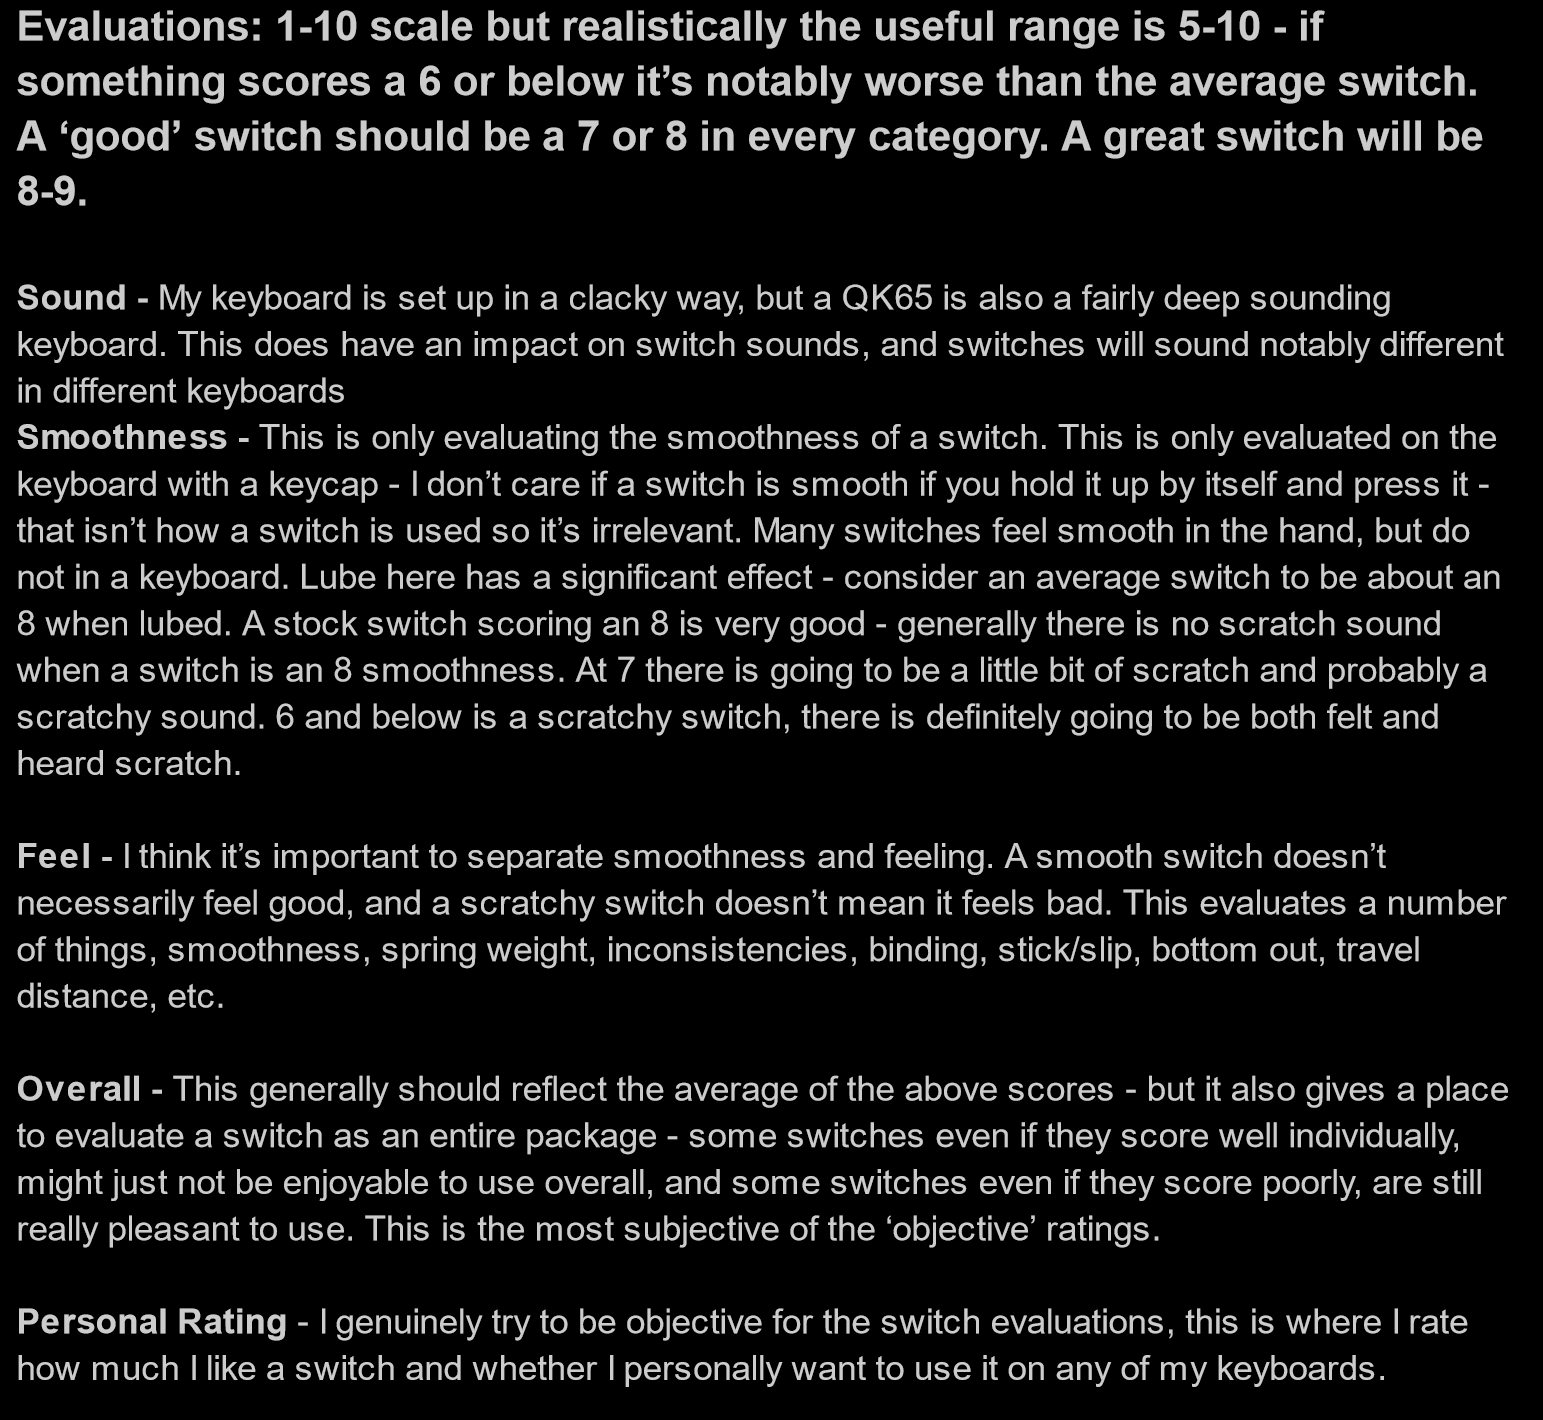 Evaluations: 1-10 scale but realistically the useful range is 5-10 - if
something scores a 6 or below it’s notably worse than the average switch.
A ‘good’ switch should be a 7 or 8 in every category. A great switch will be
8-9.
Sound - My keyboard is set up in a clacky way, but a QK65 is also a fairly deep sounding
keyboard. This does have an impact on switch sounds, and switches will sound notably different
in different keyboards
Smoothness - This is only evaluating the smoothness of a switch. This is only evaluated on the
keyboard with a keycap - I don’t care if a switch is smooth if you hold it up by itself and press it -
that isn’t how a switch is used so it’s irrelevant. Many switches feel smooth in the hand, but do
not in a keyboard. Lube here has a significant effect - consider an average switch to be about an
8 when lubed. A stock switch scoring an 8 is very good - generally there is no scratch sound
when a switch is an 8 smoothness. At 7 there is going to be a little bit of scratch and probably a
scratchy sound. 6 and below is a scratchy switch, there is definitely going to be both felt and
heard scratch.
Feel - I think it’s important to separate smoothness and feeling. A smooth switch doesn’t
necessarily feel good, and a scratchy switch doesn’t mean it feels bad. This evaluates a number
of things, smoothness, spring weight, inconsistencies, binding, stick/slip, bottom out, travel
distance, etc.
Overall - This generally should reflect the average of the above scores - but it also gives a place
to evaluate a switch as an entire package - some switches even if they score well individually,
might just not be enjoyable to use overall, and some switches even if they score poorly, are still
really pleasant to use. This is the most subjective of the ‘objective’ ratings.
Personal Rating - I genuinely try to be objective for the switch evaluations, this is where I rate
how much I like a switch and whether I personally want to use it on any of my keyboards.